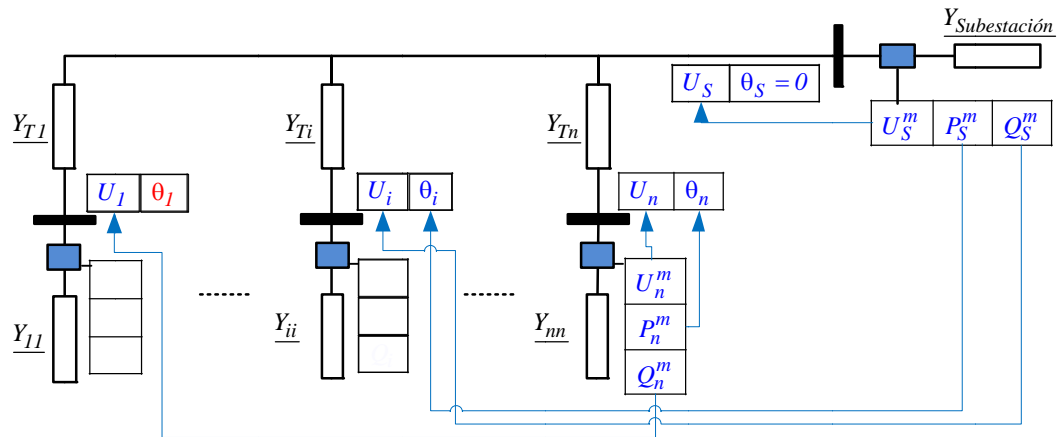 Y_Subestación
U_S θ_S = 0
U_S^m P_S^m Q_S^m
Y_T1 Y_Ti Y_Tn
U_1 θ_1 U_i θ_i U_n θ_n
U_n^m
Y_11 Y_ii Y_nn P_n^m
Q_n^m